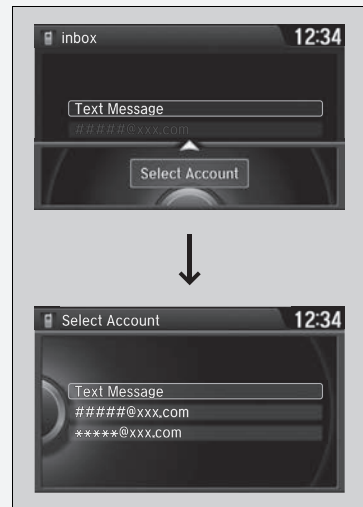 inbox 12:34
Text Message
#####@xxx.com
Select Account
Select Account 12:34
Text Message
#####@xxx.com
*****@xxx.com